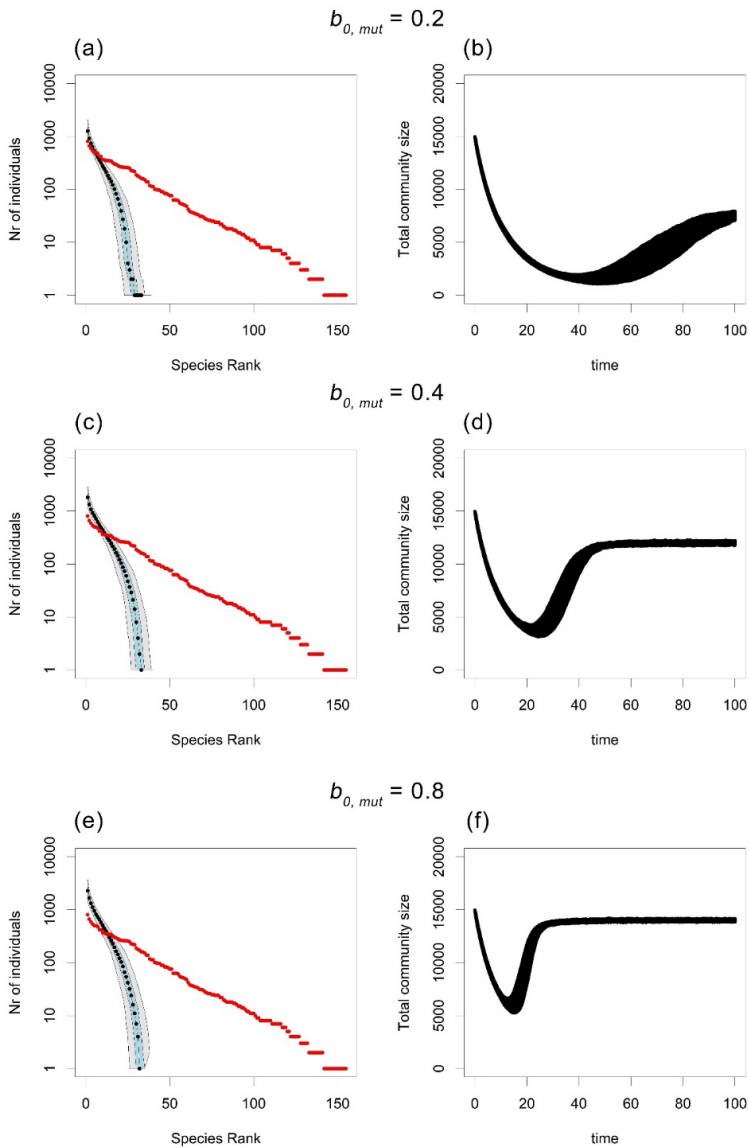 b0, mut = 0.2
(a)
(b)
Nr of individuals
1 10 100 1000 10000
0 50 100 150
Species Rank
Total community size
0 5000 10000 15000 20000
0 20 40 60 80 100
time
b0, mut = 0.4
(c)
(d)
Nr of individuals
1 10 100 1000 10000
0 50 100 150
Species Rank
Total community size
0 5000 10000 15000 20000
0 20 40 60 80 100
time
b0, mut = 0.8
(e)
(f)
Nr of individuals
1 10 100 1000 10000
0 50 100 150
Species Rank
Total community size
0 5000 10000 15000 20000
0 20 40 60 80 100
time